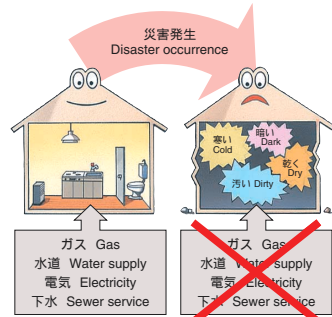 災害発生
Disaster occurrence
寒い
Cold
暗い
Dark
乾く
Dry
汚い Dirty
ガス Gas
水道 Water supply
電気 Electricity
下水 Sewer service
ガス Gas
水道 Water supply
電気 Electricity
下水 Sewer service